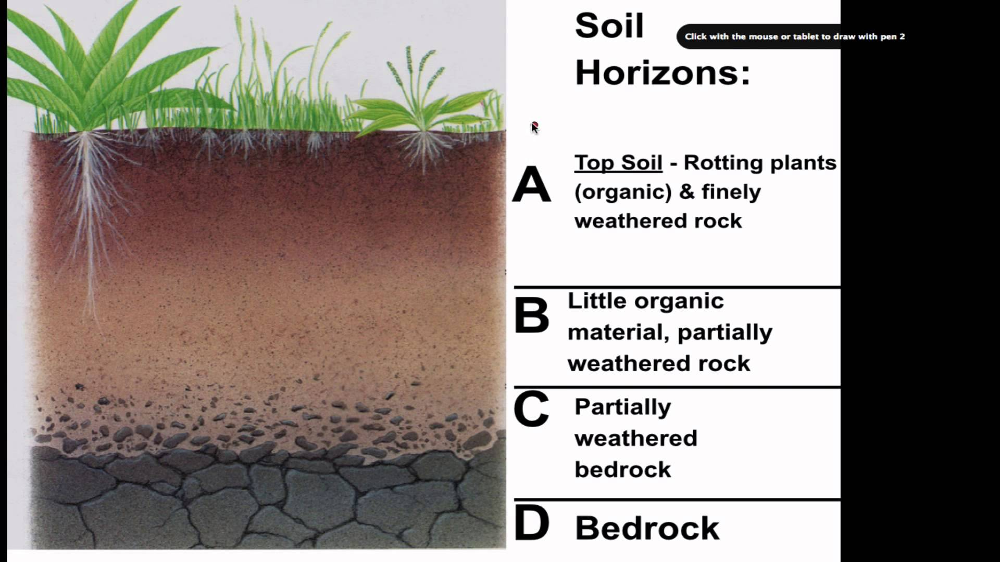 Soil
Click with the mouse or tablet to draw with pen 2
Horizons:
A
Top Soil - Rotting plants
(organic) & finely
weathered rock
B
Little organic
material, partially
weathered rock
C
Partially
weathered
bedrock
D
Bedrock